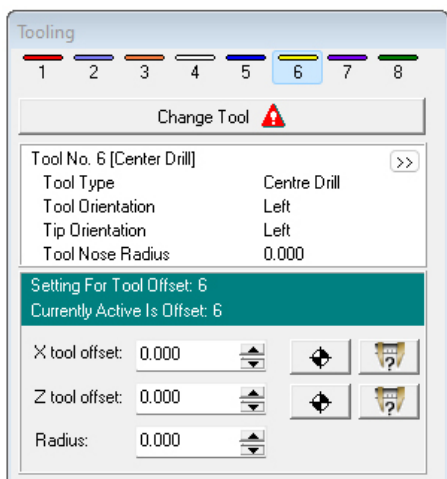 Tooling
1 2 3 4 5 6 7 8
Change Tool
Tool No. 6 [Center Drill] >>
Tool Type Centre Drill
Tool Orientation Left
Tip Orientation Left
Tool Nose Radius 0.000
Setting For Tool Offset: 6
Currently Active Is Offset: 6
X tool offset: 0.000 ?
Z tool offset: 0.000 ?
Radius: 0.000